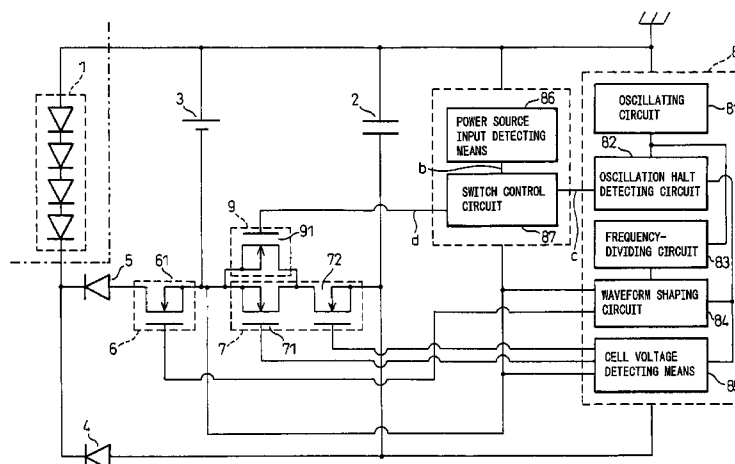 1
3
2
86
POWER SOURCE
INPUT DETECTING
MEANS
b
SWITCH CONTROL
CIRCUIT
87
d
c
8
OSCILLATING
CIRCUIT
81
82
OSCILLATION HALT
DETECTING CIRCUIT
FREQUENCY-
DIVIDING CIRCUIT
83
WAVEFORM SHAPING
CIRCUIT
84
CELL VOLTAGE
DETECTING MEANS
9
91
5
61
72
6
7
71
4